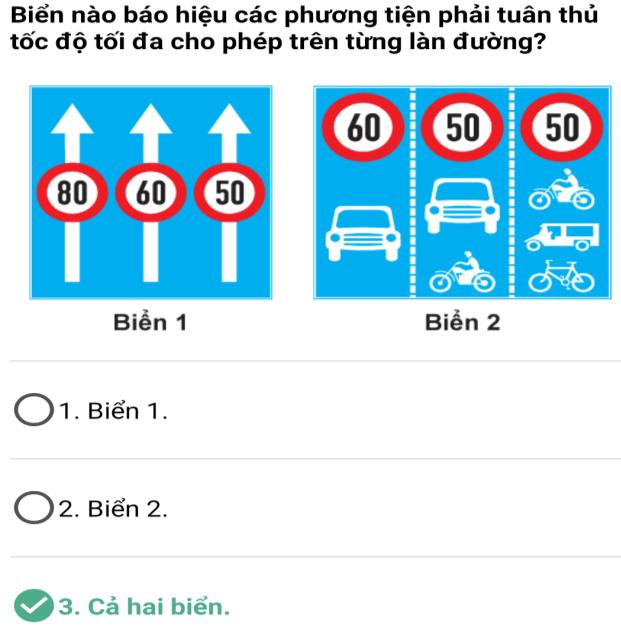 Biển nào báo hiệu các phương tiện phải tuân thủ
tốc độ tối đa cho phép trên từng làn đường?
80 60 50
60 50 50
Biển 1
Biển 2
1. Biển 1.
2. Biển 2.
3. Cả hai biển.